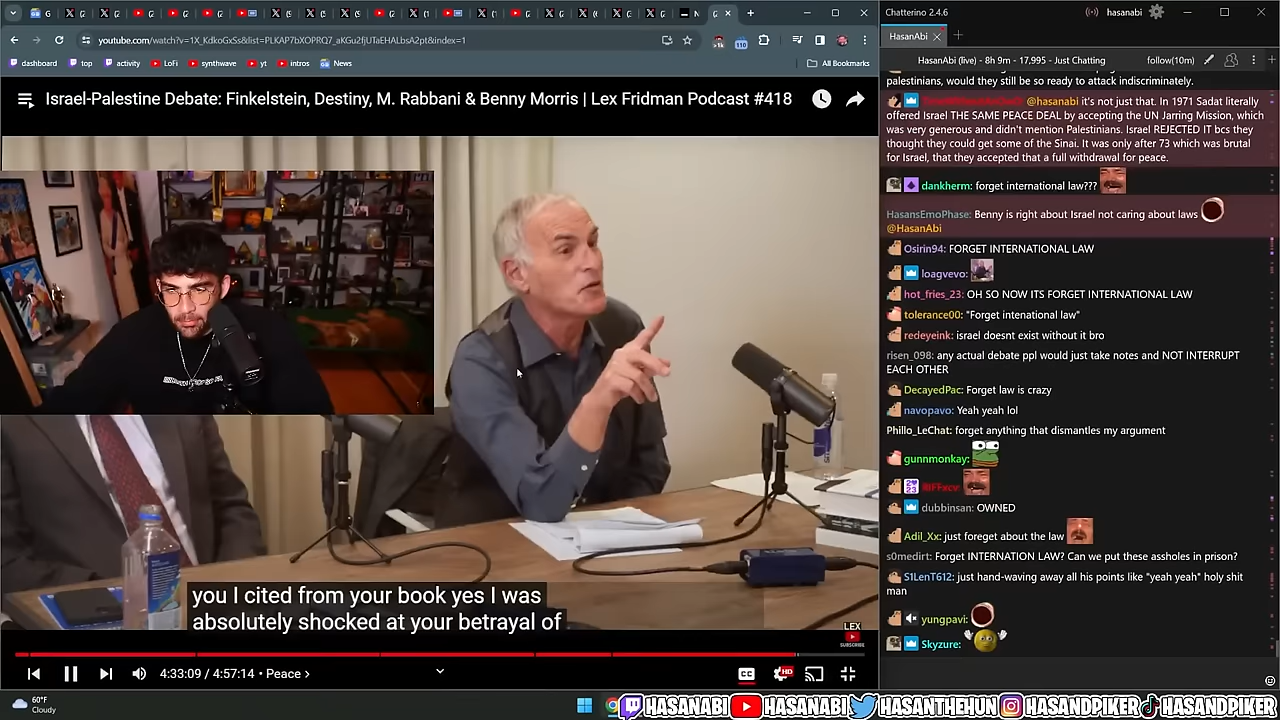 Chatterino 2.4.6
hasanabi
HasanAbi
youtube.com/watch?v=1X_KdkoGxSs&list=PLKAP7bXOPRQ7_aKGu2fjUTaEHALbsA2pt&index=1
dashboard
top
activity
LoFi
synthwave
yt
intros
News
All Bookmarks
HasanAbi (live) - 8h 9m - 17,995 - Just Chatting
follow(10m)
Israel-Palestine Debate: Finkelstein, Destiny, M. Rabbani & Benny Morris | Lex Fridman Podcast #418
palestinians, would they still be so ready to attack indiscriminately.
@hasanabi it's not just that. In 1971 Sadat literally
offered Israel THE SAME PEACE DEAL by accepting the UN Jarring Mission, which
was very generous and didn't mention Palestinians. Israel REJECTED IT bcs they
thought they could get some of the Sinai. It was only after 73 which was brutal
for Israel, that they accepted that a full withdrawal for peace.
dankherm: forget international law???
HasansEmoPhase: Benny is right about Israel not caring about laws
@HasanAbi
Osirin94: FORGET INTERNATIONAL LAW
loagvevo:
hot_fries_23: OH SO NOW ITS FORGET INTERNATIONAL LAW
tolerance00: "Forget intenational law"
redeyeink: israel doesnt exist without it bro
risen_098: any actual debate ppl would just take notes and NOT INTERRUPT
EACH OTHER
DecayedPac: Forget law is crazy
navopavo: Yeah yeah lol
Phillo_LeChat: forget anything that dismantles my argument
gunnmonkay:
dubbinsan: OWNED
Adil_Xx: just foreget about the law
s0medirt: Forget INTERNATION LAW? Can we put these assholes in prison?
S1LenT612: just hand-waving away all his points like "yeah yeah" holy shit
man
yungpavi:
Skyzure:
you I cited from your book yes I was
absolutely shocked at your betrayal of
LEX
SUBSCRIBE
4:33:09 / 4:57:14 • Peace
CC
HD
60°F
Cloudy
HASANABI
HASANABI
HASANTHEHUN
HASANDPIKER
HASANDPIKER